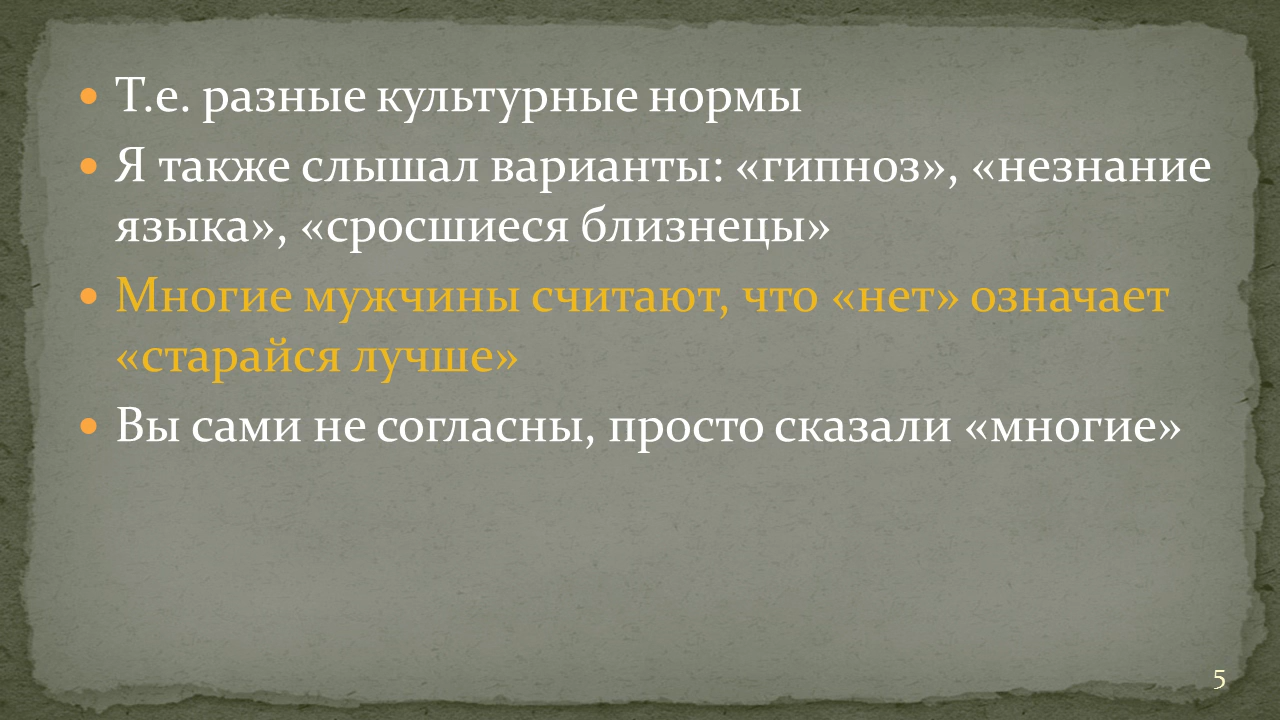 • Т.е. разные культурные нормы
• Я также слышал варианты: «гипноз», «незнание
языка», «сросшиеся близнецы»
• Многие мужчины считают, что «нет» означает
«старайся лучше»
• Вы сами не согласны, просто сказали «многие»
5